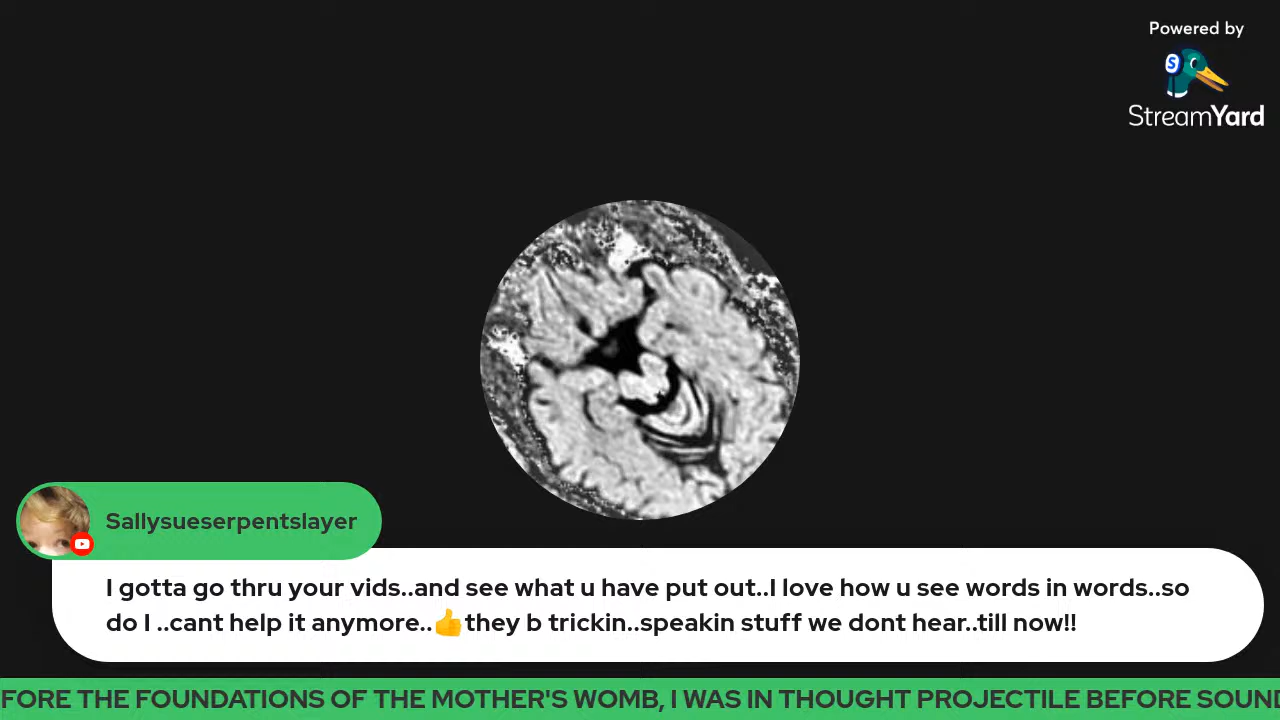 Powered by
S
StreamYard
Sallysueserpentslayer
I gotta go thru your vids..and see what u have put out..I love how u see words in words..so
do I ..cant help it anymore..👍they b trickin..speakin stuff we dont hear..till now!!
FORE THE FOUNDATIONS OF THE MOTHER'S WOMB, I WAS IN THOUGHT PROJECTILE BEFORE SOUN